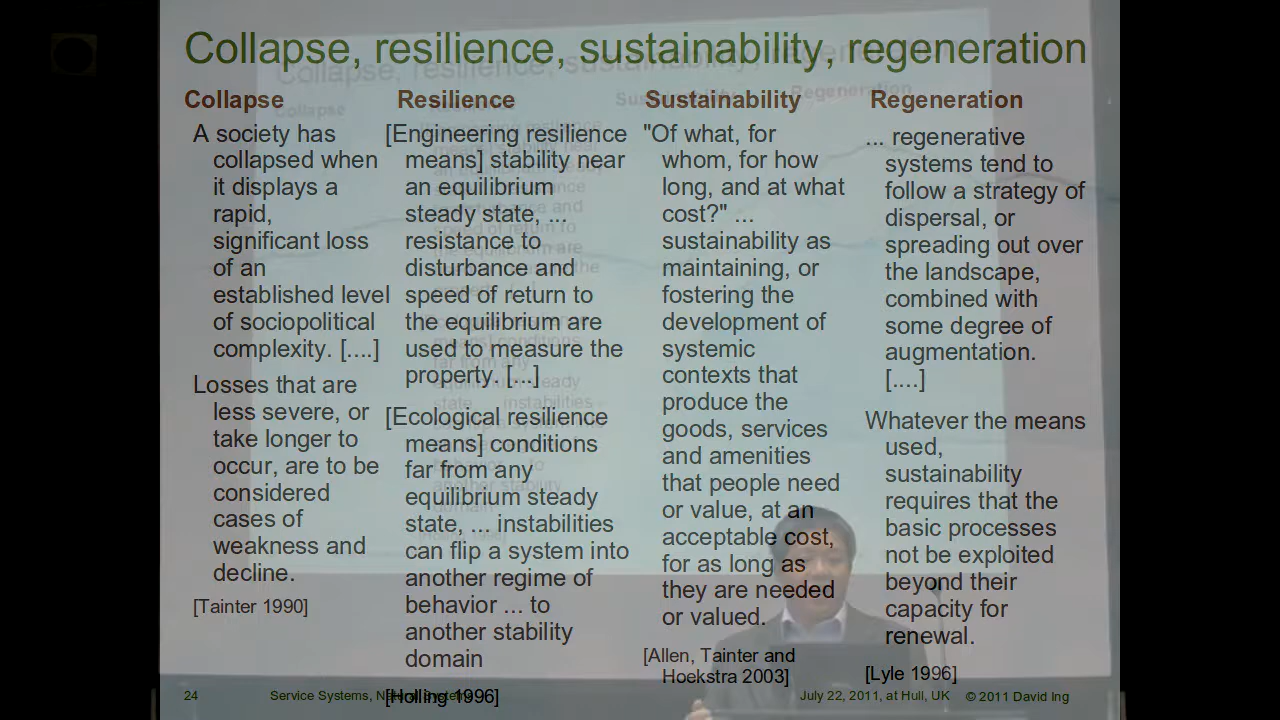 Collapse, resilience, sustainability, regeneration
Collapse
A society has
collapsed when
it displays a
rapid,
significant loss
of an
established level
of sociopolitical
complexity. [....]
Losses that are
less severe, or
take longer to
occur, are to be
considered
cases of
weakness and
decline.
[Tainter 1990]
Resilience
[Engineering resilience
means] stability near
an equilibrium
steady state, ...
resistance to
disturbance and
speed of return to
the equilibrium are
used to measure the
property. [...]
[Ecological resilience
means] conditions
far from any
equilibrium steady
state, ... instabilities
can flip a system into
another regime of
behavior ... to
another stability
domain
[Holling 1996]
Sustainability
"Of what, for
whom, for how
long, and at what
cost?" ...
sustainability as
maintaining, or
fostering the
development of
systemic
contexts that
produce the
goods, services
and amenities
that people need
or value, at an
acceptable cost,
for as long as
they are needed
or valued.
[Allen, Tainter and
Hoekstra 2003]
Regeneration
... regenerative
systems tend to
follow a strategy of
dispersal, or
spreading out over
the landscape,
combined with
some degree of
augmentation.
[....]
Whatever the means
used,
sustainability
requires that the
basic processes
not be exploited
beyond their
capacity for
renewal.
[Lyle 1996]
24
Service Systems, Natural Systems
July 22, 2011, at Hull, UK
© 2011 David Ing